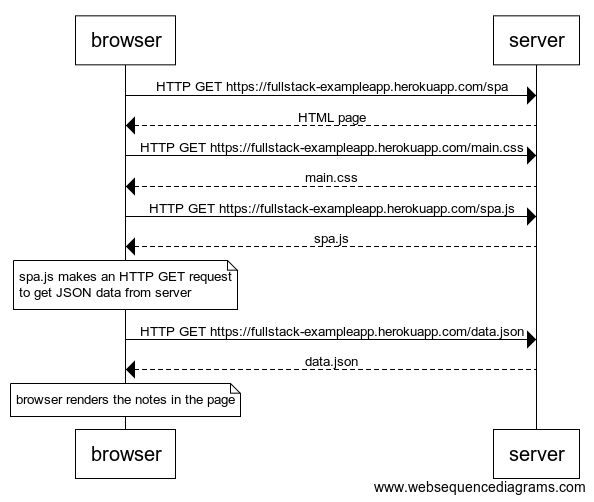 browser
server
HTTP GET https://fullstack-exampleapp.herokuapp.com/spa
HTML page
HTTP GET https://fullstack-exampleapp.herokuapp.com/main.css
main.css
HTTP GET https://fullstack-exampleapp.herokuapp.com/spa.js
spa.js
spa.js makes an HTTP GET request
to get JSON data from server
HTTP GET https://fullstack-exampleapp.herokuapp.com/data.json
data.json
browser renders the notes in the page
browser
server
www.websequencediagrams.com